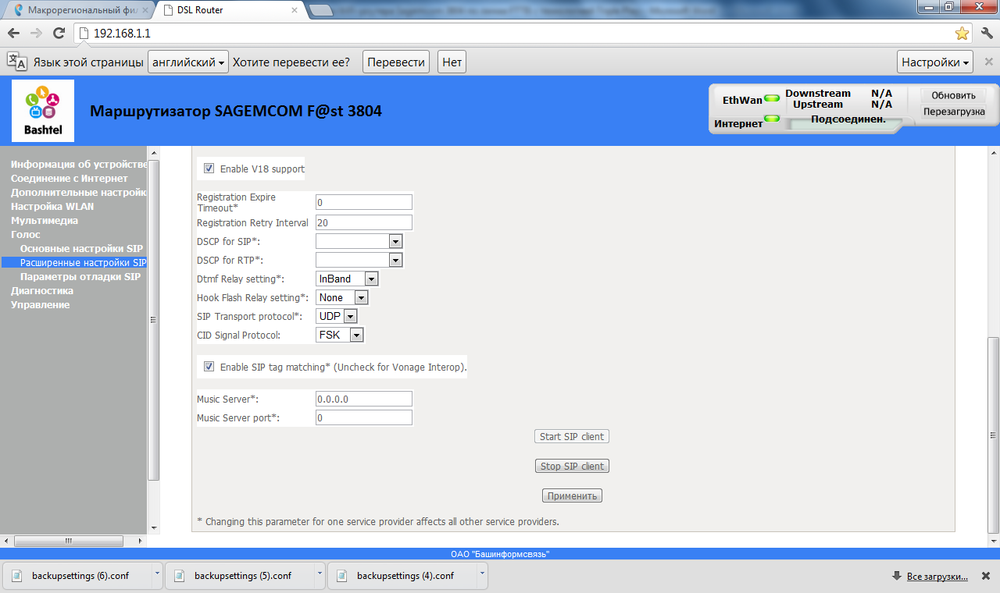 Макрорегиональный фил
DSL Router
192.168.1.1
Язык этой страницы английский Хотите перевести ее? Перевести Нет Настройки
Bashtel
Маршрутизатор SAGEMCOM F@st 3804
EthWan Downstream N/A
Upstream N/A
Интернет Подсоединен.
Обновить
Перезагрузка
Информация об устройстве
Соединение с Интернет
Дополнительные настройк
Настройка WLAN
Мультимедиа
Голос
Основные настройки SIP
Расширенные настройки SIP
Параметры отладки SIP
Диагностика
Управление
Enable V18 support
Registration Expire
Timeout* 0
Registration Retry Interval 20
DSCP for SIP*:
DSCP for RTP*:
Dtmf Relay setting*: InBand
Hook Flash Relay setting*: None
SIP Transport protocol*: UDP
CID Signal Protocol: FSK
Enable SIP tag matching* (Uncheck for Vonage Interop).
Music Server*: 0.0.0.0
Music Server port*: 0
Start SIP client
Stop SIP client
Применить
* Changing this parameter for one service provider affects all other service providers.
ОАО "Башинформсвязь"
backupsettings (6).conf
backupsettings (5).conf
backupsettings (4).conf
Все загрузки...